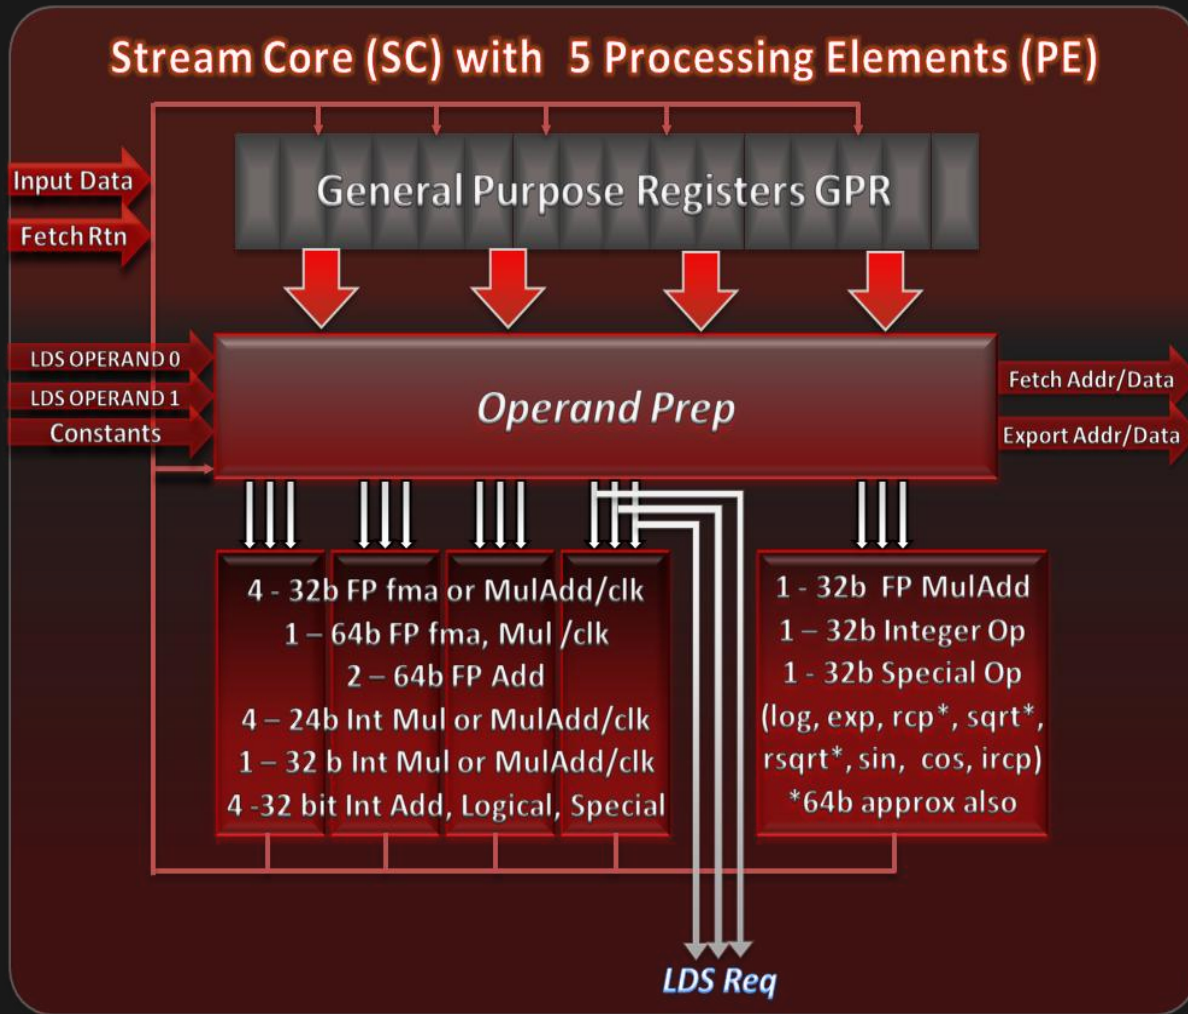 Stream Core (SC) with 5 Processing Elements (PE)
Input Data
Fetch Rtn
General Purpose Registers GPR
LDS OPERAND 0
LDS OPERAND 1
Constants
Operand Prep
Fetch Addr/Data
Export Addr/Data
4 - 32b FP fma or MulAdd/clk
1 – 64b FP fma, Mul /clk
2 – 64b FP Add
4 – 24b Int Mul or MulAdd/clk
1 – 32 b Int Mul or MulAdd/clk
4 -32 bit Int Add, Logical, Special
1 - 32b FP MulAdd
1 – 32b Integer Op
1 - 32b Special Op
(log, exp, rcp*, sqrt*,
rsqrt*, sin, cos, ircp)
*64b approx also
LDS Req